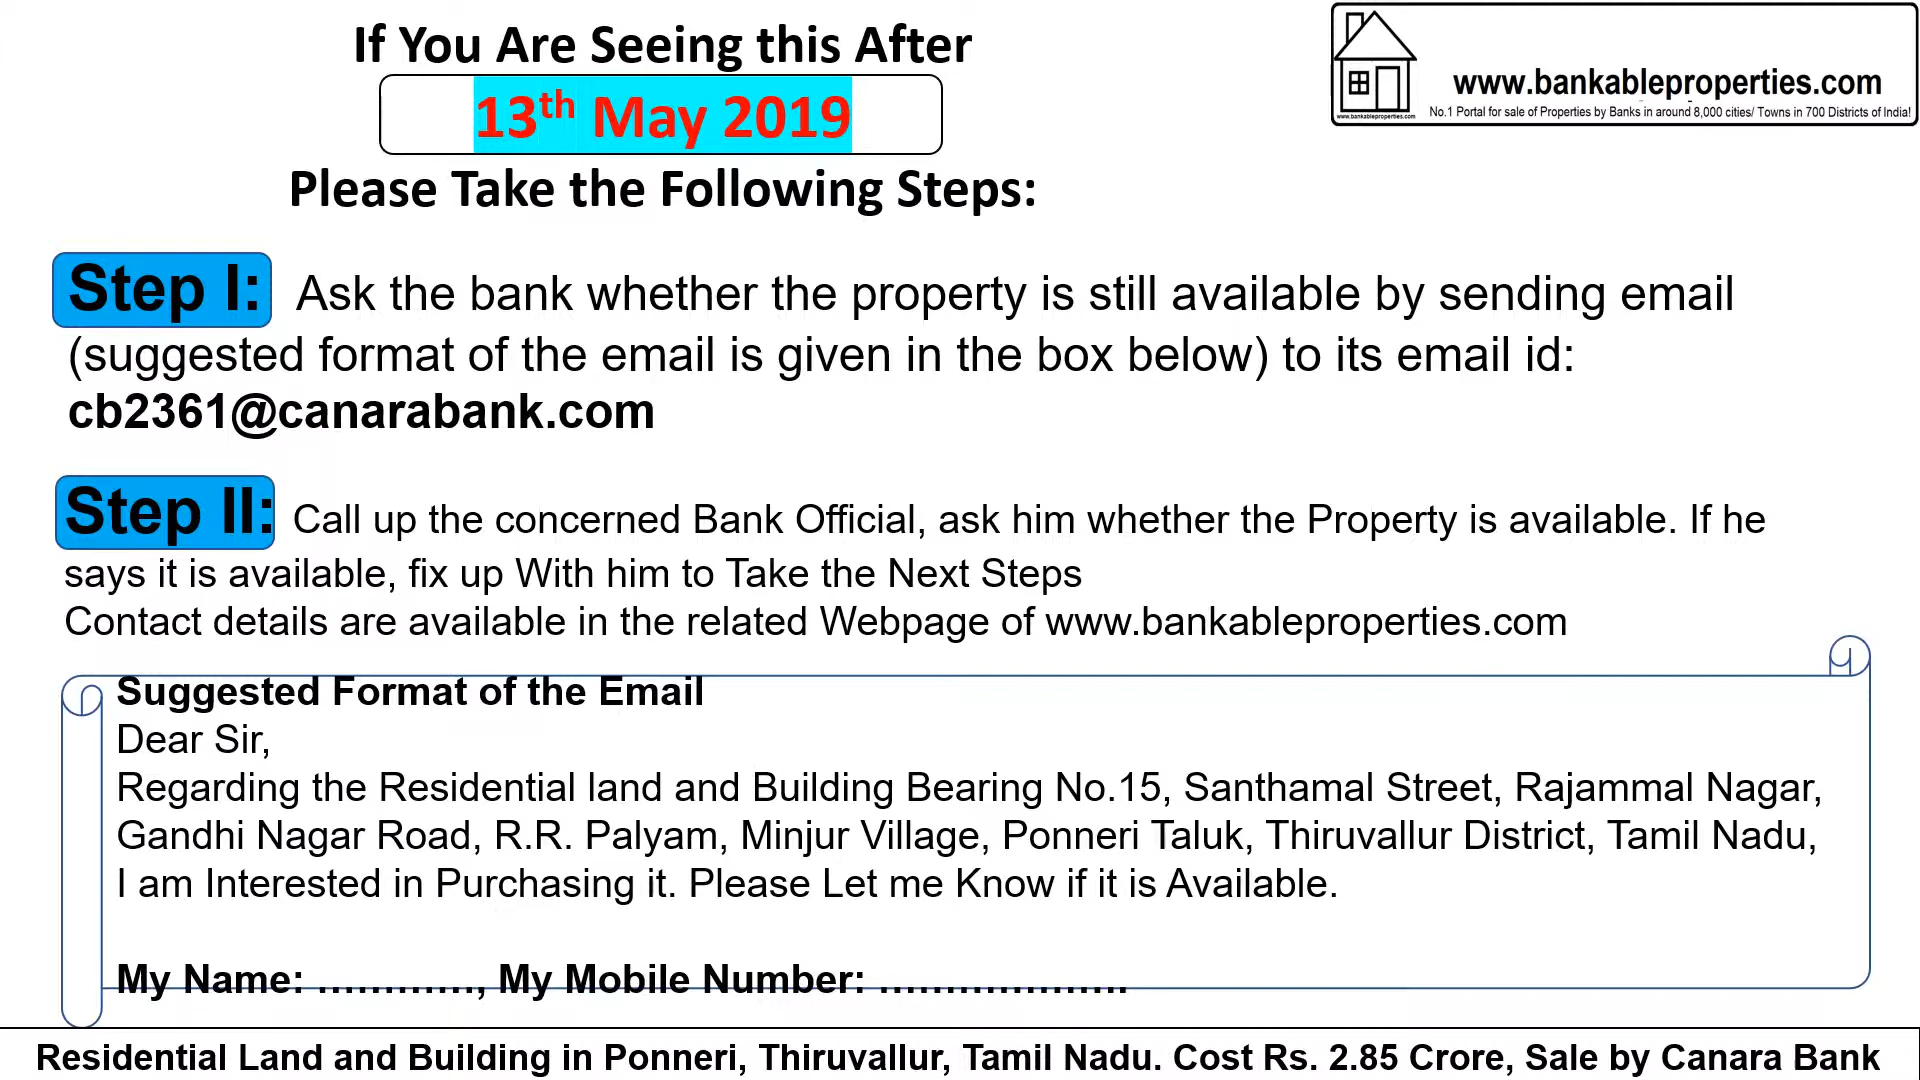 If You Are Seeing this After
13th May 2019
Please Take the Following Steps:
www.bankableproperties.com
No.1 Portal for sale of Properties by Banks in around 8,000 cities/ Towns in 700 Districts of India!
www.bankableproperties.com
Step I: Ask the bank whether the property is still available by sending email
(suggested format of the email is given in the box below) to its email id:
cb2361@canarabank.com
Step II: Call up the concerned Bank Official, ask him whether the Property is available. If he
says it is available, fix up With him to Take the Next Steps
Contact details are available in the related Webpage of www.bankableproperties.com
Suggested Format of the Email
Dear Sir,
Regarding the Residential land and Building Bearing No.15, Santhamal Street, Rajammal Nagar,
Gandhi Nagar Road, R.R. Palyam, Minjur Village, Ponneri Taluk, Thiruvallur District, Tamil Nadu,
I am Interested in Purchasing it. Please Let me Know if it is Available.
My Name: …………, My Mobile Number: ……………….
Residential Land and Building in Ponneri, Thiruvallur, Tamil Nadu. Cost Rs. 2.85 Crore, Sale by Canara Bank